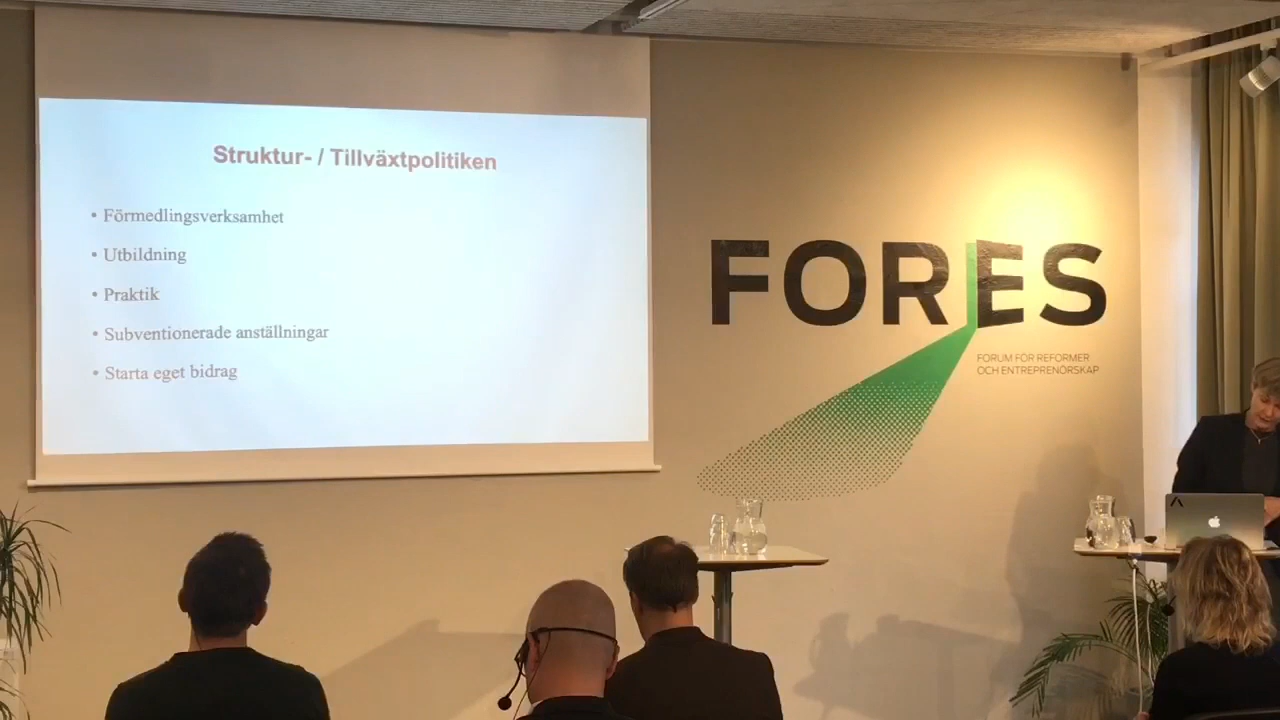 Struktur- / Tillväxtpolitiken
• Förmedlingsverksamhet
• Utbildning
• Praktik
• Subventionerade anställningar
• Starta eget bidrag
FORES
FORUM FÖR REFORMER
OCH ENTREPRENÖRSKAP